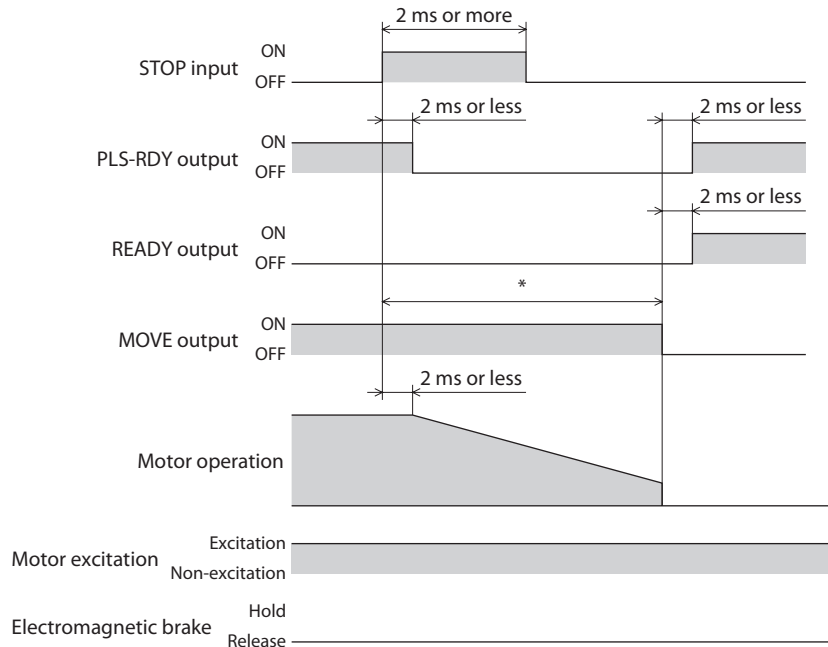 2 ms or more
STOP input
ON
OFF
2 ms or less
2 ms or less
PLS-RDY output
ON
OFF
2 ms or less
READY output
ON
OFF
*
MOVE output
ON
OFF
2 ms or less
Motor operation
Motor excitation
Excitation
Non-excitation
Electromagnetic brake
Hold
Release